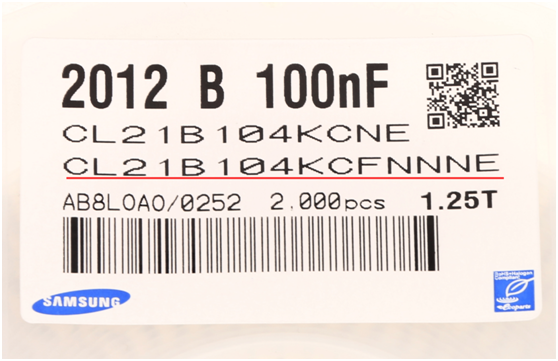 2012 B 100nF
CL21B104KCNE
CL21B104KCFNNNE
AB8L0A0/0252 2,000pcs 1.25T
SAMSUNG